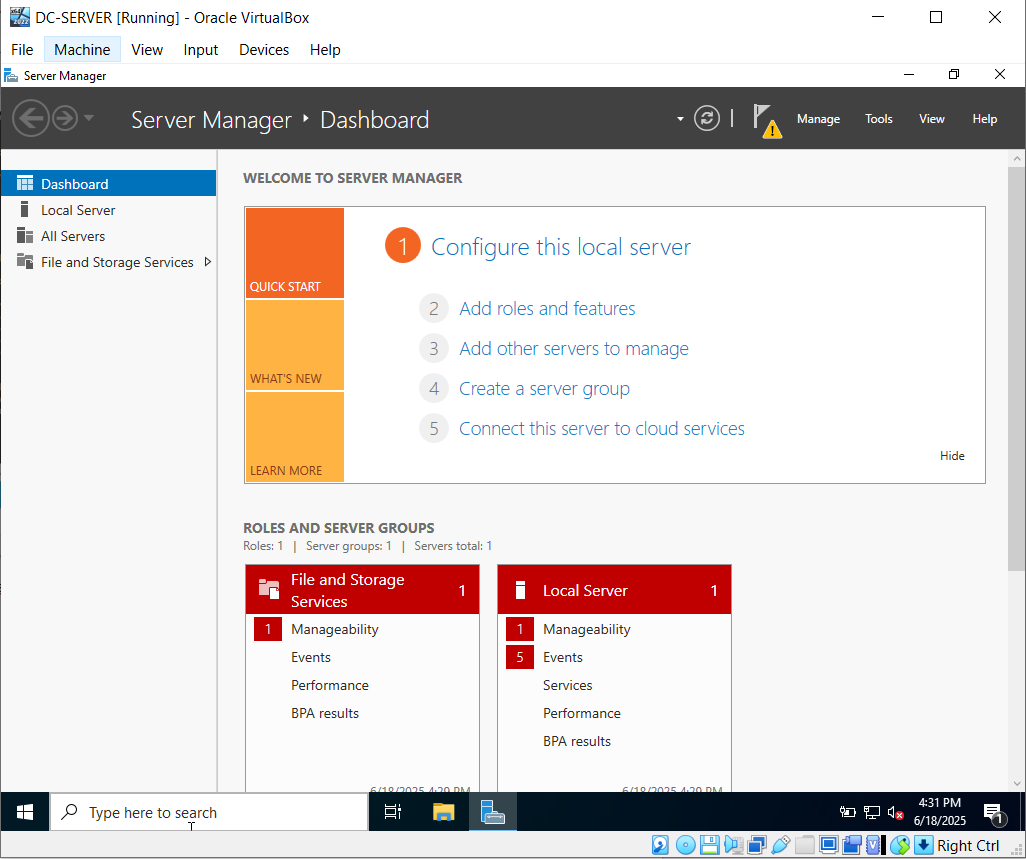 DC-SERVER [Running] - Oracle VirtualBox
File Machine View Input Devices Help
Server Manager
Server Manager Dashboard
Manage Tools View Help
Dashboard
Local Server
All Servers
File and Storage Services
WELCOME TO SERVER MANAGER
QUICK START
WHAT'S NEW
LEARN MORE
1 Configure this local server
2 Add roles and features
3 Add other servers to manage
4 Create a server group
5 Connect this server to cloud services
Hide
ROLES AND SERVER GROUPS
Roles: 1 | Server groups: 1 | Servers total: 1
File and Storage
Services 1
1 Manageability
Events
Performance
BPA results
6/18/2025 4:29 PM
Local Server 1
1 Manageability
5 Events
Services
Performance
BPA results
6/18/2025 4:29 PM
Type here to search
4:31 PM
6/18/2025
1
Right Ctrl